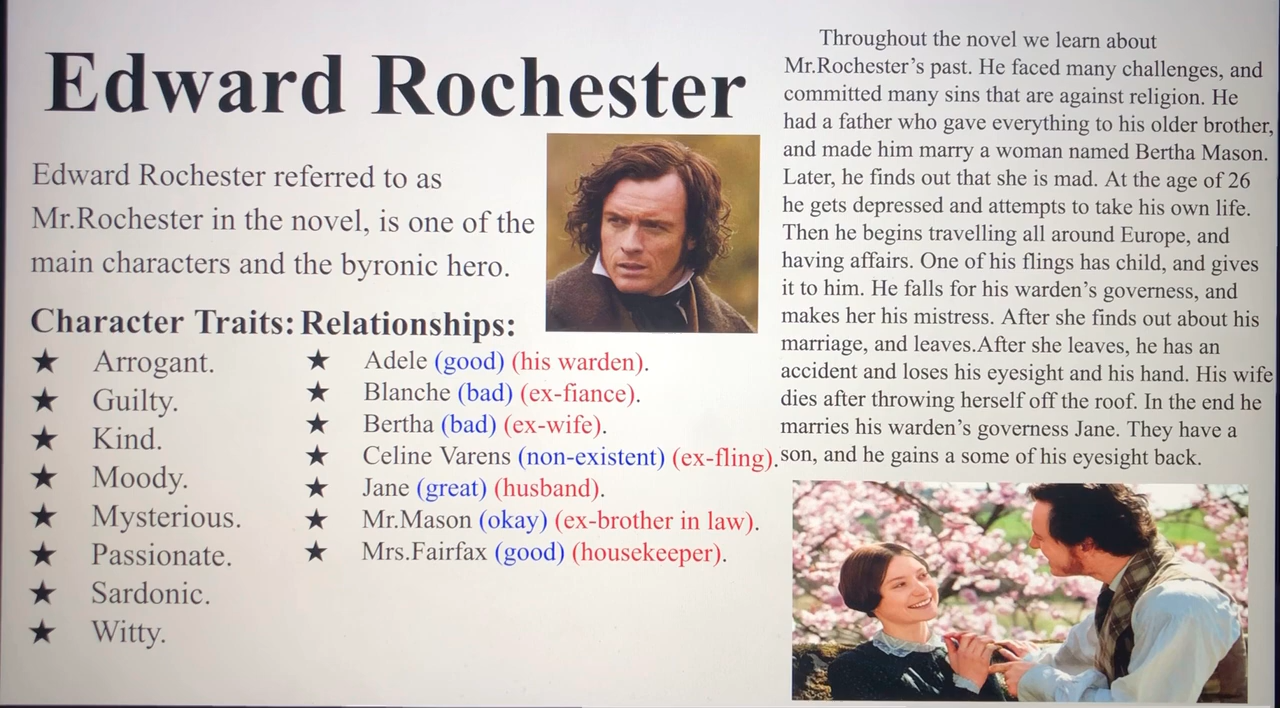 Edward Rochester
Edward Rochester referred to as
Mr.Rochester in the novel, is one of the
main characters and the byronic hero.
Character Traits:
★ Arrogant.
★ Guilty.
★ Kind.
★ Moody.
★ Mysterious.
★ Passionate.
★ Sardonic.
★ Witty.
Relationships:
★ Adele (good) (his warden).
★ Blanche (bad) (ex-fiance).
★ Bertha (bad) (ex-wife).
★ Celine Varens (non-existent) (ex-fling).
★ Jane (great) (husband).
★ Mr.Mason (okay) (ex-brother in law).
★ Mrs.Fairfax (good) (housekeeper).
Throughout the novel we learn about
Mr.Rochester’s past. He faced many challenges, and
committed many sins that are against religion. He
had a father who gave everything to his older brother,
and made him marry a woman named Bertha Mason.
Later, he finds out that she is mad. At the age of 26
he gets depressed and attempts to take his own life.
Then he begins travelling all around Europe, and
having affairs. One of his flings has child, and gives
it to him. He falls for his warden’s governess, and
makes her his mistress. After she finds out about his
marriage, and leaves.After she leaves, he has an
accident and loses his eyesight and his hand. His wife
dies after throwing herself off the roof. In the end he
marries his warden’s governess Jane. They have a
son, and he gains a some of his eyesight back.